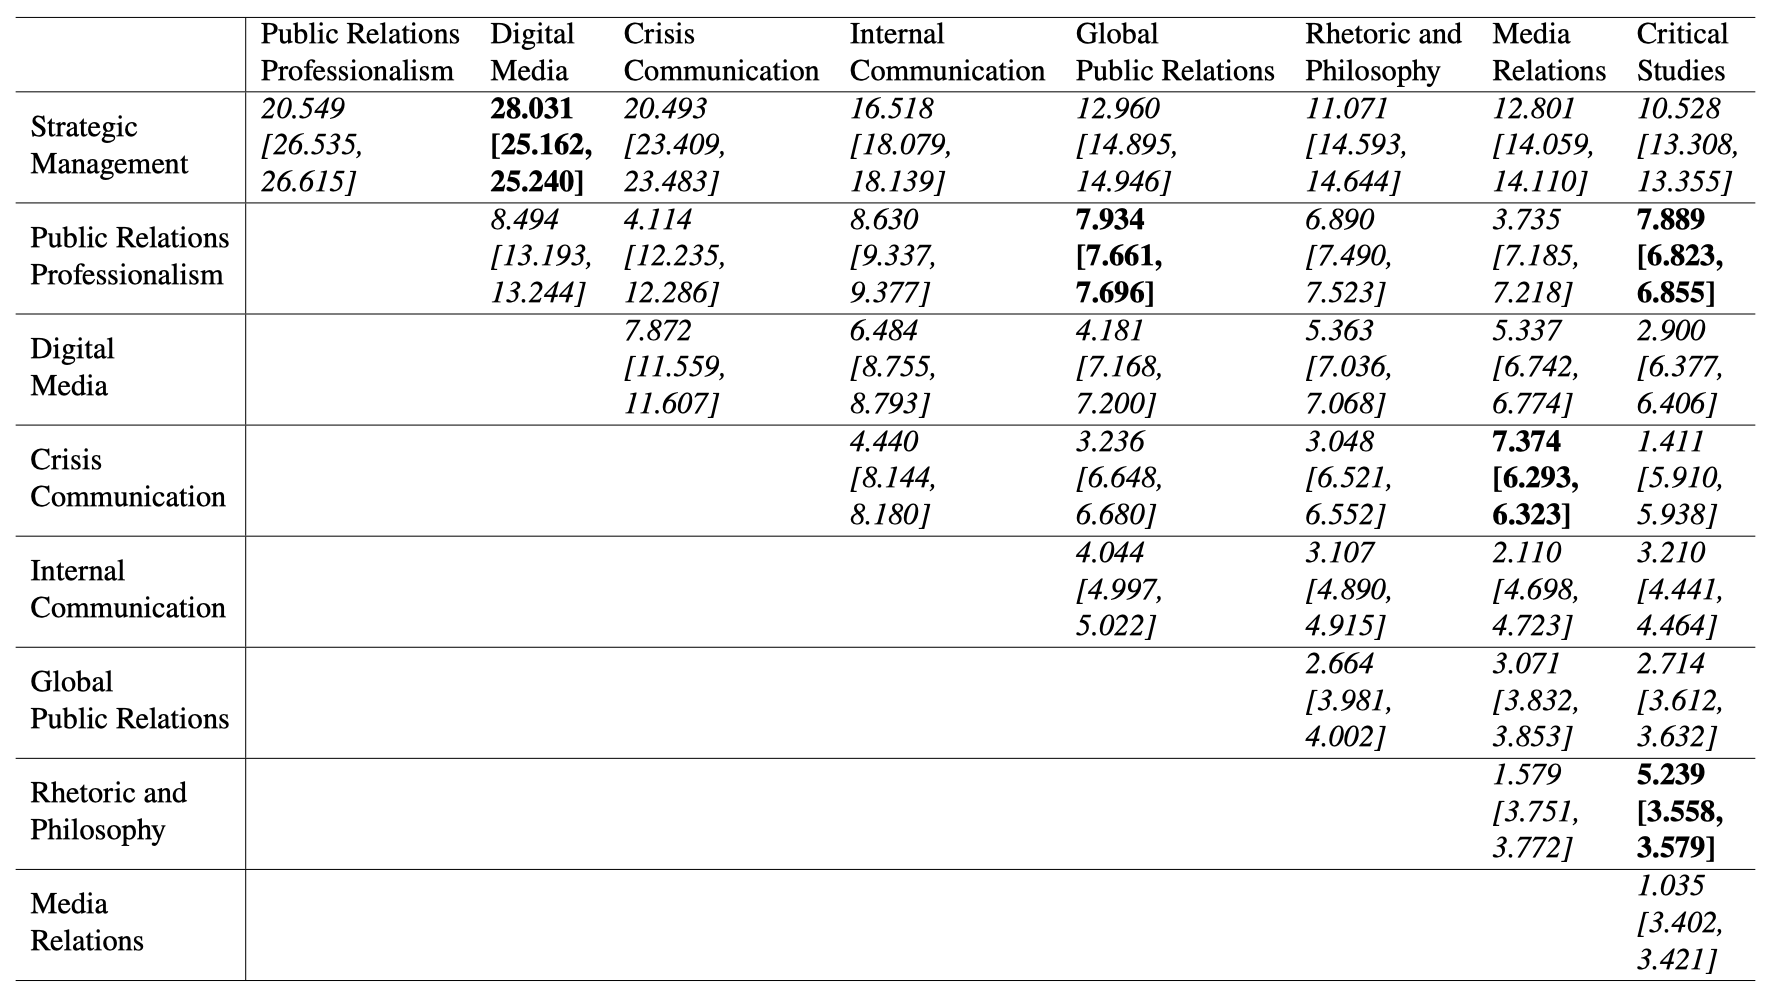 Public Relations Digital Crisis Internal Global Rhetoric and Media Critical
Professionalism Media Communication Communication Public Relations Philosophy Relations Studies
20.549 28.031 20.493 16.518 12.960 11.071 12.801 10.528
Strategic
Management
[26.535, [25.162, [23.409, [18.079, [14.895, [14.593, [14.059, [13.308,
26.615] 25.240] 23.483] 18.139] 14.946] 14.644] 14.110] 13.355]
8.494 4.114 8.630 7.934 6.890 3.735 7.889
Public Relations
Professionalism
[13.193, [12.235, [9.337, [7.661, [7.490, [7.185, [6.823,
13.244] 12.286] 9.377] 7.696] 7.523] 7.218] 6.855]
7.872 6.484 4.181 5.363 5.337 2.900
Digital
Media
[11.559, [8.755, [7.168, [7.036, [6.742, [6.377,
11.607] 8.793] 7.200] 7.068] 6.774] 6.406]
4.440 3.236 3.048 7.374 1.411
Crisis
Communication
[8.144, [6.648, [6.521, [6.293, [5.910,
8.180] 6.680] 6.552] 6.323] 5.938]
4.044 3.107 2.110 3.210
Internal
Communication
[4.997, [4.890, [4.698, [4.441,
5.022] 4.915] 4.723] 4.464]
2.664 3.071 2.714
Global
Public Relations
[3.981, [3.832, [3.612,
4.002] 3.853] 3.632]
1.579 5.239
Rhetoric and
Philosophy
[3.751, [3.558,
3.772] 3.579]
1.035
Media
Relations
[3.402,
3.421]